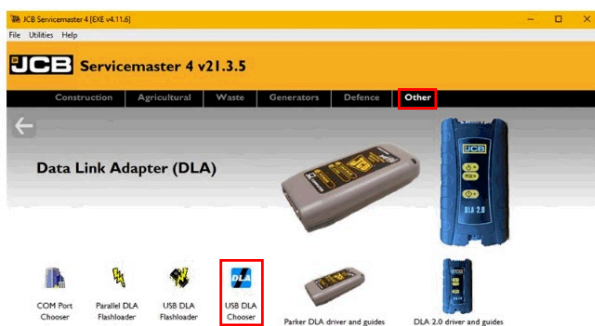 JCB Servicemaster 4 [EXE v4.11.6]
File Utilities Help
JCB Servicemaster 4 v21.3.5
Construction Agricultural Waste Generators Defence Other
Data Link Adapter (DLA)
JCB
DLA 2.0
DLA
COM Port Chooser
Parallel DLA Flashloader
USB DLA Flashloader
USB DLA Chooser
Parker DLA driver and guides
DLA 2.0 driver and guides